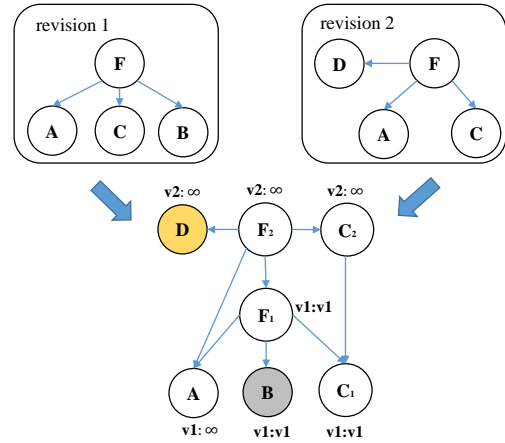 revision 1
revision 2
F
D
F
A
C
B
A
C
v2: ∞
v2: ∞
v2: ∞
D
F₂
C₂
F₁
v1:v1
A
B
C₁
v1: ∞
v1:v1
v1:v1